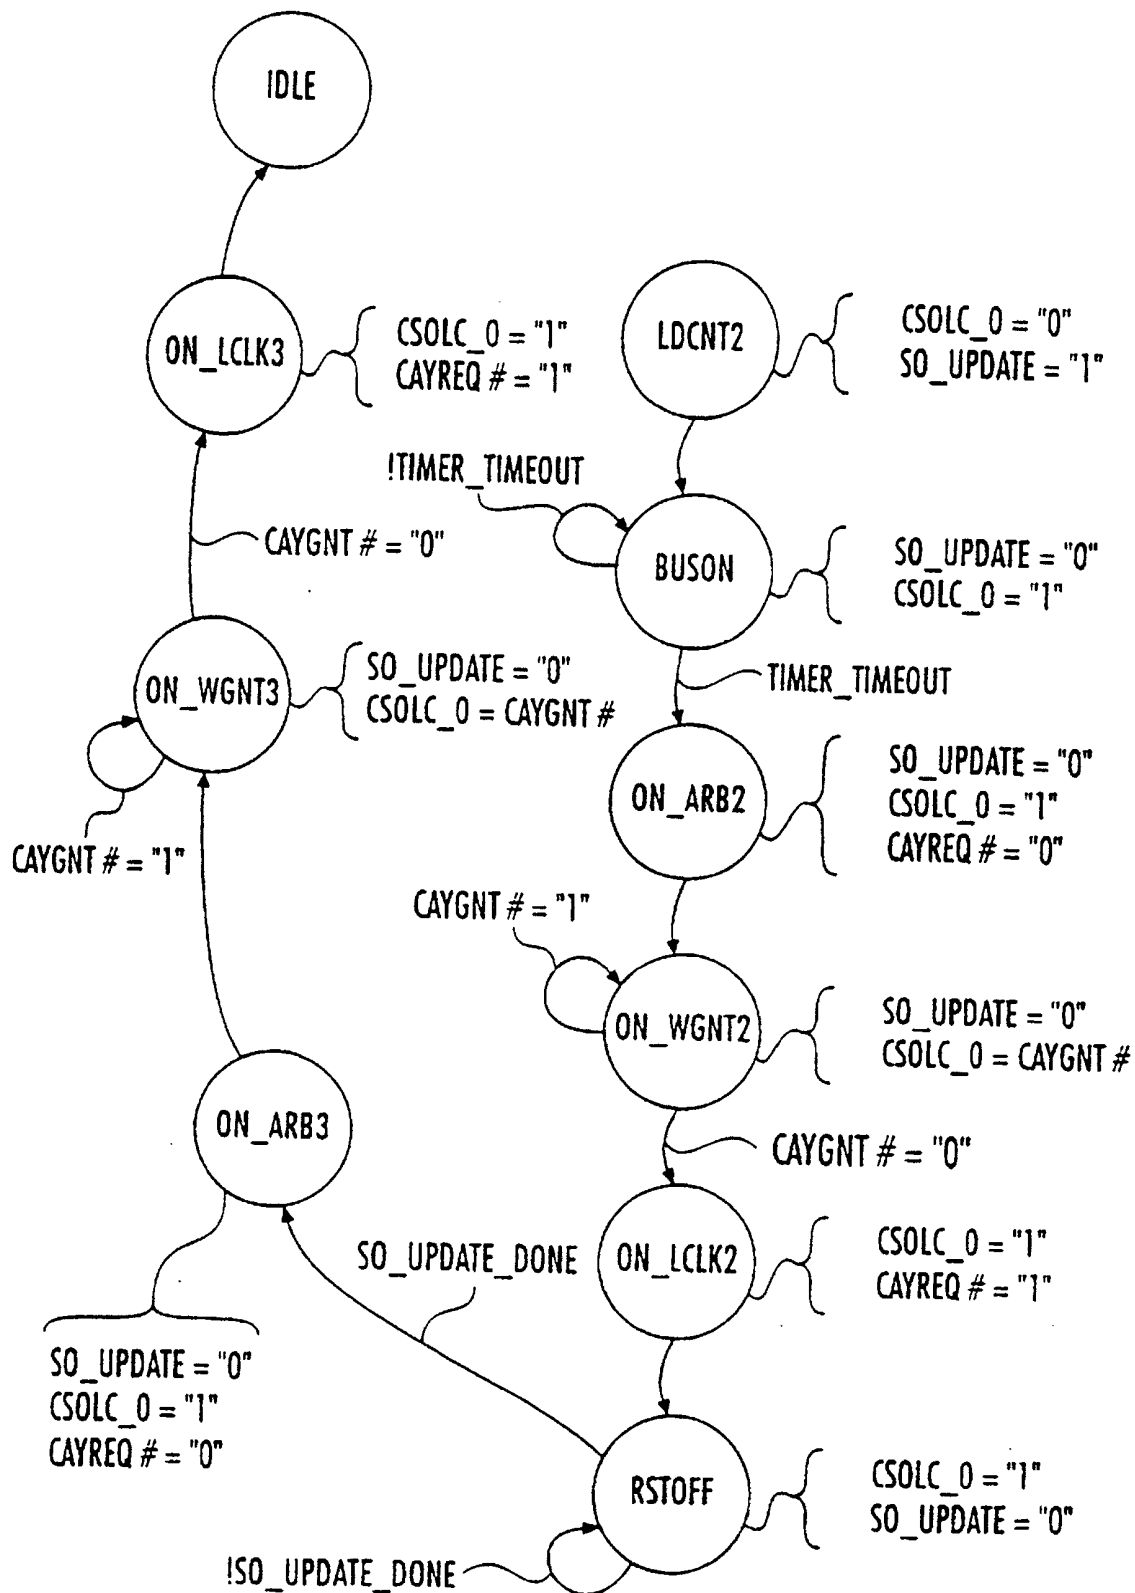 IDLE
ON_LCLK3
CSOLC_0 = "1"
CAYREQ # = "1"
LDCNT2
CSOLC_0 = "0"
SO_UPDATE = "1"
!TIMER_TIMEOUT
CAYGNT # = "0"
BUSON
SO_UPDATE = "0"
CSOLC_0 = "1"
ON_WGNT3
SO_UPDATE = "0"
CSOLC_0 = CAYGNT #
TIMER_TIMEOUT
CAYGNT # = "1"
ON_ARB2
SO_UPDATE = "0"
CSOLC_0 = "1"
CAYREQ # = "0"
CAYGNT # = "1"
ON_WGNT2
SO_UPDATE = "0"
CSOLC_0 = CAYGNT #
ON_ARB3
CAYGNT # = "0"
SO_UPDATE_DONE
ON_LCLK2
CSOLC_0 = "1"
CAYREQ # = "1"
SO_UPDATE = "0"
CSOLC_0 = "1"
CAYREQ # = "0"
RSTOFF
CSOLC_0 = "1"
SO_UPDATE = "0"
!SO_UPDATE_DONE